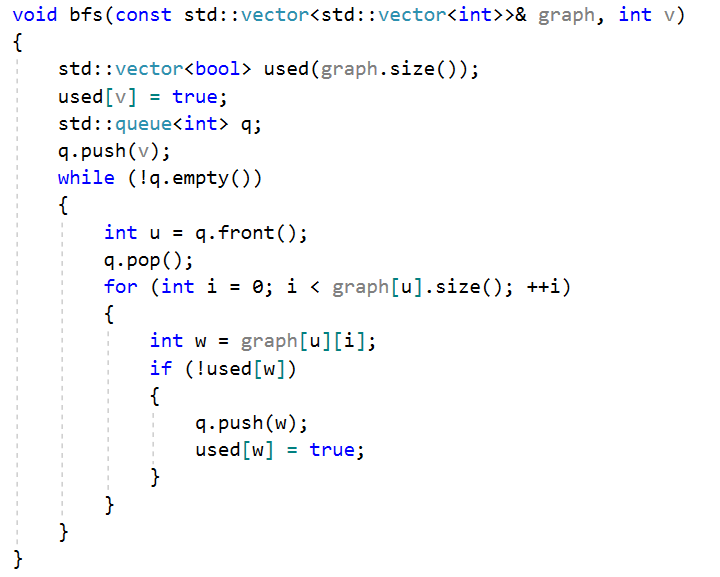 void bfs(const std::vector<std::vector<int>>& graph, int v)
{
    std::vector<bool> used(graph.size());
    used[v] = true;
    std::queue<int> q;
    q.push(v);
    while (!q.empty())
    {
        int u = q.front();
        q.pop();
        for (int i = 0; i < graph[u].size(); ++i)
        {
            int w = graph[u][i];
            if (!used[w])
            {
                q.push(w);
                used[w] = true;
            }
        }
    }
}